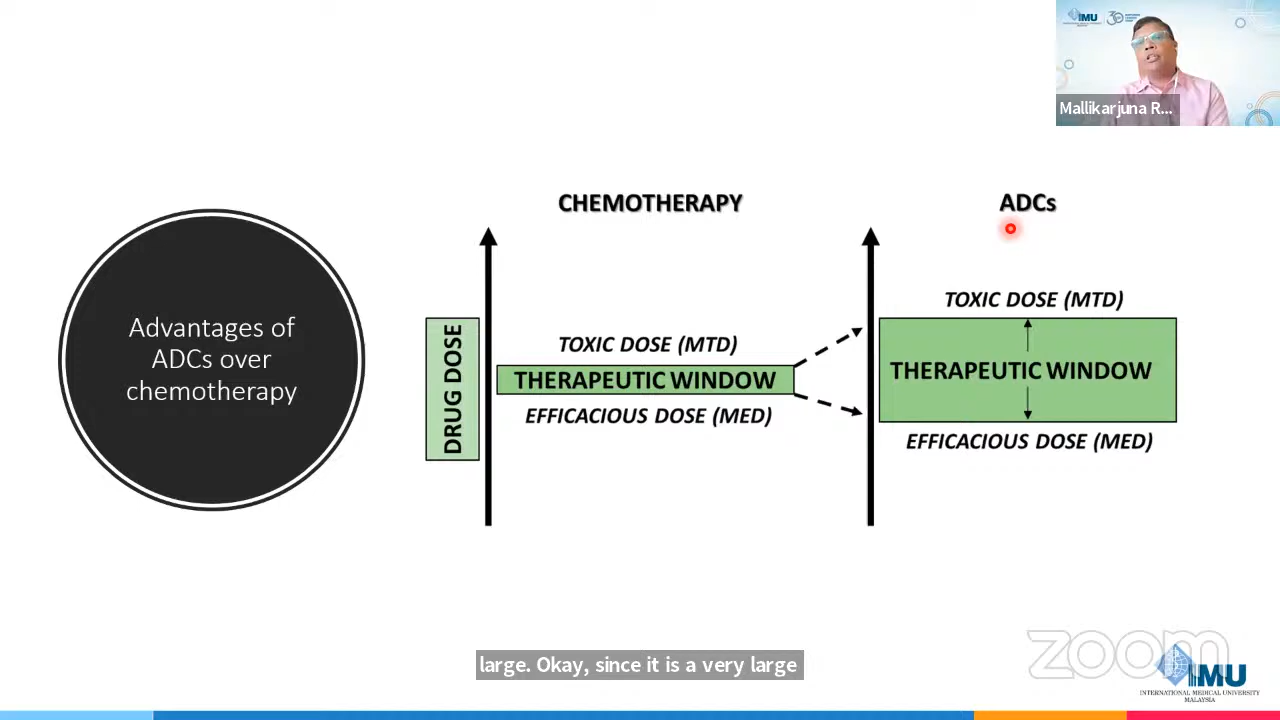 IMU
Mallikarjuna R...
CHEMOTHERAPY
ADCs
Advantages of
ADCs over
chemotherapy
DRUG DOSE
TOXIC DOSE (MTD)
THERAPEUTIC WINDOW
EFFICACIOUS DOSE (MED)
TOXIC DOSE (MTD)
THERAPEUTIC WINDOW
EFFICACIOUS DOSE (MED)
large. Okay, since it is a very large
zoom
IMU
INTERNATIONAL MEDICAL UNIVERSITY
MALAYSIA